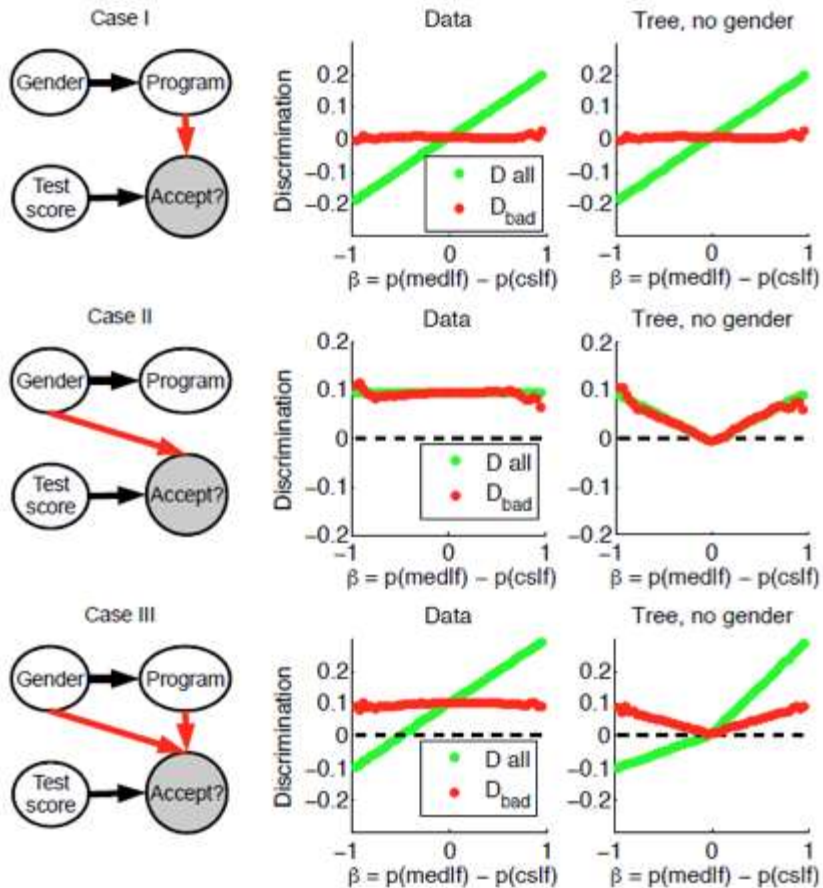 Case I
Gender
Program
Test
score
Accept?
Data
Discrimination
0.2
0.1
0
−0.1
−0.2
D all
D_bad
−1
0
1
β = p(medlf) − p(cslf)
Tree, no gender
0.2
0.1
0
−0.1
−0.2
−1
0
1
β = p(medlf) − p(cslf)
Case II
Gender
Program
Test
score
Accept?
Data
Discrimination
0.2
0.1
0
−0.1
−0.2
D all
D_bad
−1
0
1
β = p(medlf) − p(cslf)
Tree, no gender
0.2
0.1
0
−0.1
−0.2
−1
0
1
β = p(medlf) − p(cslf)
Case III
Gender
Program
Test
score
Accept?
Data
Discrimination
0.2
0.1
0
−0.1
−0.2
D all
D_bad
−1
0
1
β = p(medlf) − p(cslf)
Tree, no gender
0.2
0.1
0
−0.1
−0.2
−1
0
1
β = p(medlf) − p(cslf)